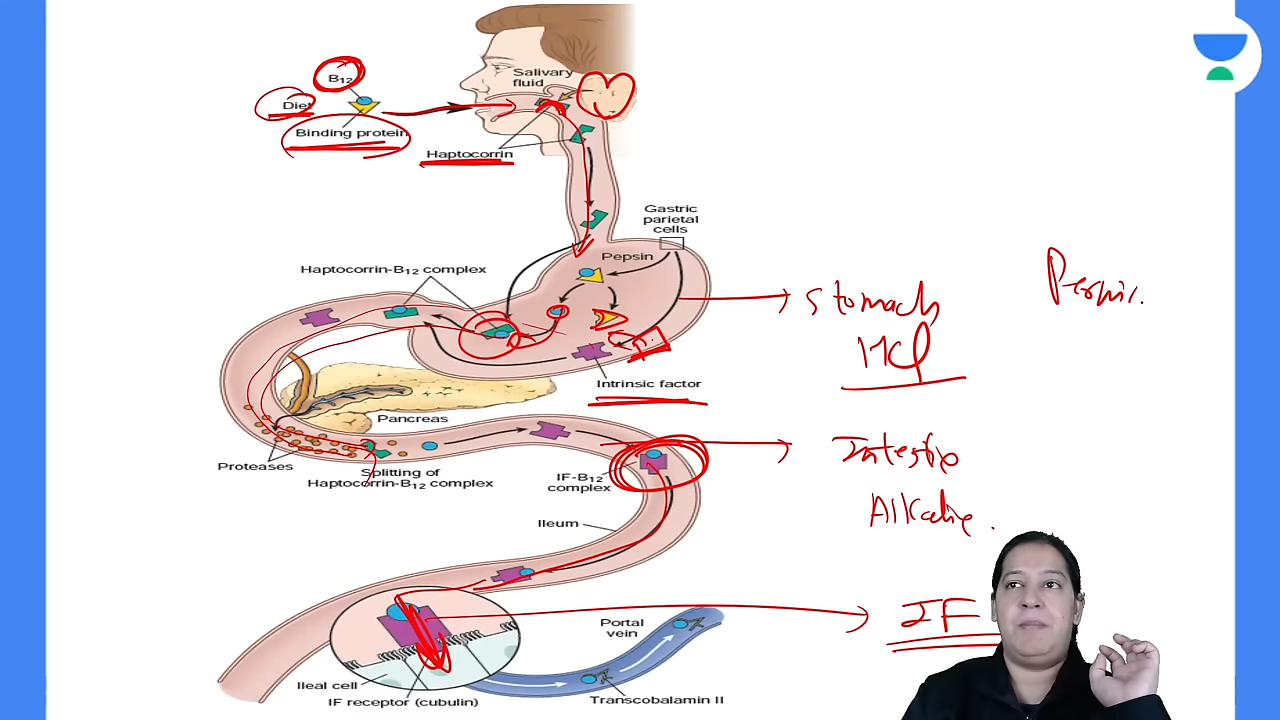 B12
Diet
Binding protein
Salivary
fluid
Haptocorrin
Gastric
parietal
cells
Pepsin
Haptocorrin-B12 complex
Stomach
HCl
Intrinsic factor
Pancreas
Proteases
Splitting of
Haptocorrin-B12 complex
IF-B12
complex
Alkaline.
Ileum
IF
Portal
vein
Ileal cell
IF receptor (cubulin)
Transcobalamin II